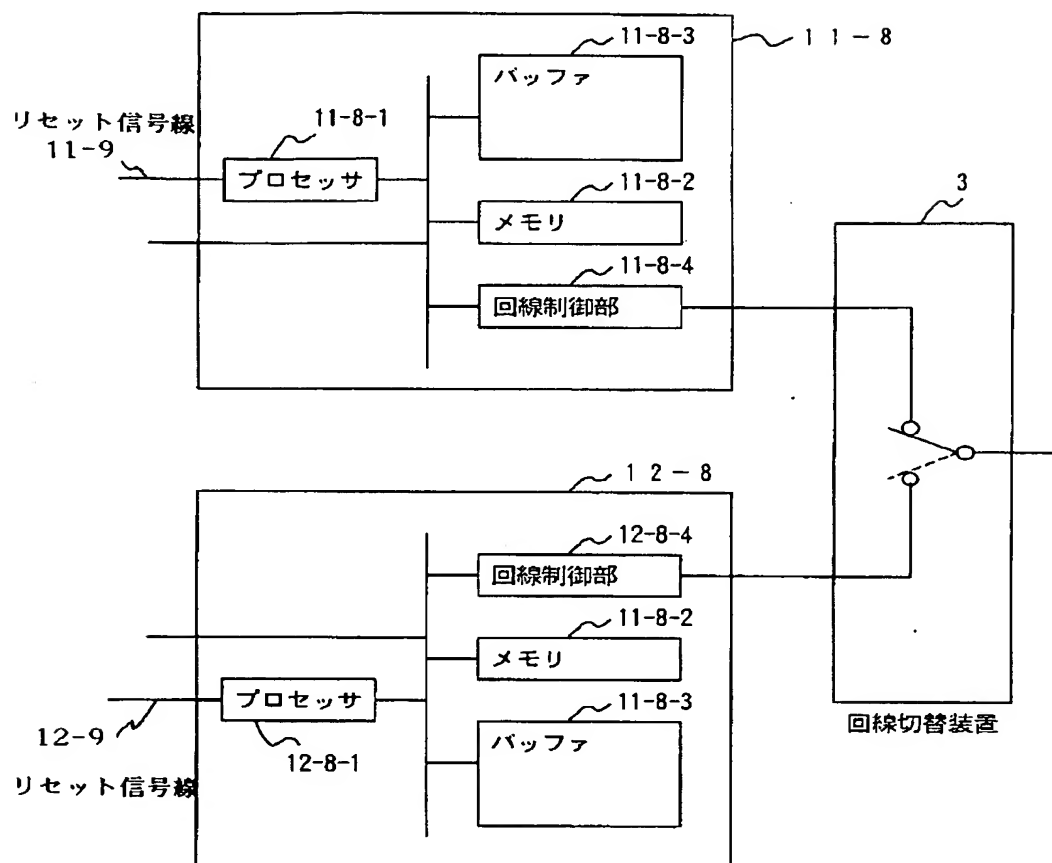 11-8-3
11-8
バッファ
リセット信号線
11-9
11-8-1
プロセッサ
11-8-2
メモリ
3
11-8-4
回線制御部
12-8
12-8-4
回線制御部
11-8-2
メモリ
プロセッサ
11-8-3
バッファ
回線切替装置
12-9
12-8-1
リセット信号線